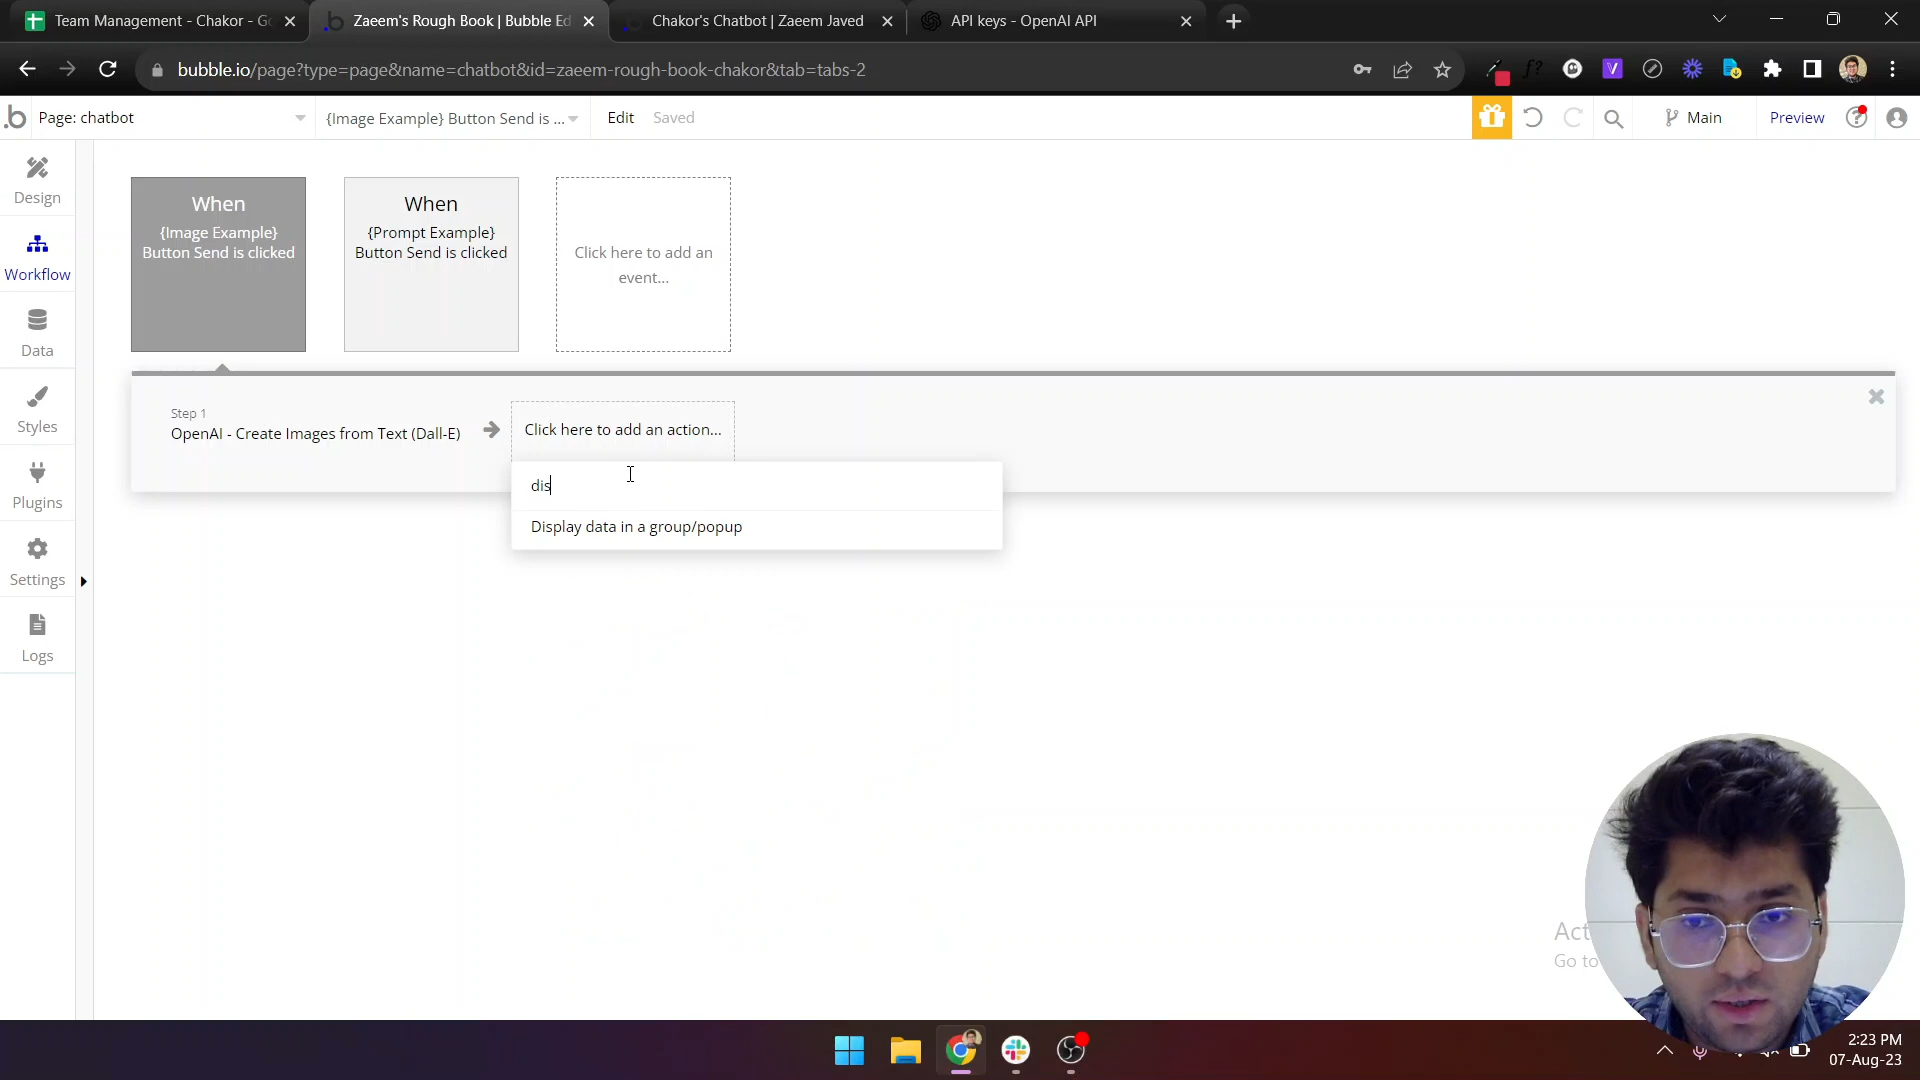 Team Management - Chakor - Go
Zaeem's Rough Book | Bubble Ed
Chakor's Chatbot | Zaeem Javed
API keys - OpenAI API
bubble.io/page?type=page&name=chatbot&id=zaeem-rough-book-chakor&tab=tabs-2
Page: chatbot
{Image Example} Button Send is ...
Edit
Saved
Main
Preview
Design
Workflow
Data
Styles
Plugins
Settings
Logs
When
{Image Example}
Button Send is clicked
When
{Prompt Example}
Button Send is clicked
Click here to add an
event...
Step 1
OpenAI - Create Images from Text (Dall-E)
Click here to add an action...
dis
Display data in a group/popup
Act
Go to
2:23 PM
07-Aug-23